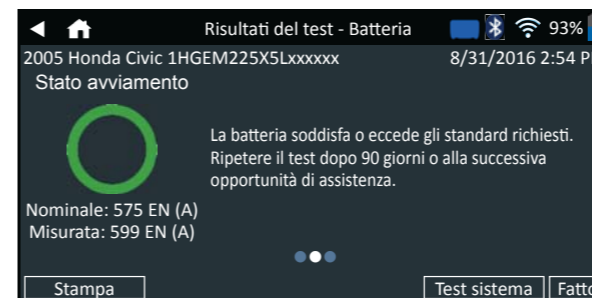 Risultati del test - Batteria 93%
2005 Honda Civic 1HGEM225X5Lxxxxxx 8/31/2016 2:54 P
Stato avviamento
La batteria soddisfa o eccede gli standard richiesti.
Ripetere il test dopo 90 giorni o alla successiva
opportunità di assistenza.
Nominale: 575 EN (A)
Misurata: 599 EN (A)
Stampa Test sistema Fatto